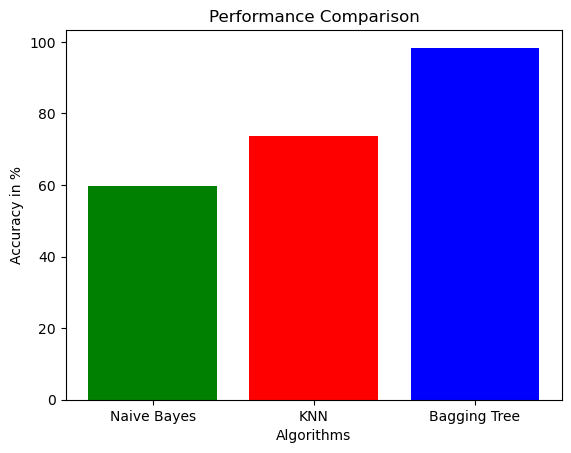 Performance Comparison
Accuracy in %
100
80
60
40
20
0
Naive Bayes
KNN
Bagging Tree
Algorithms